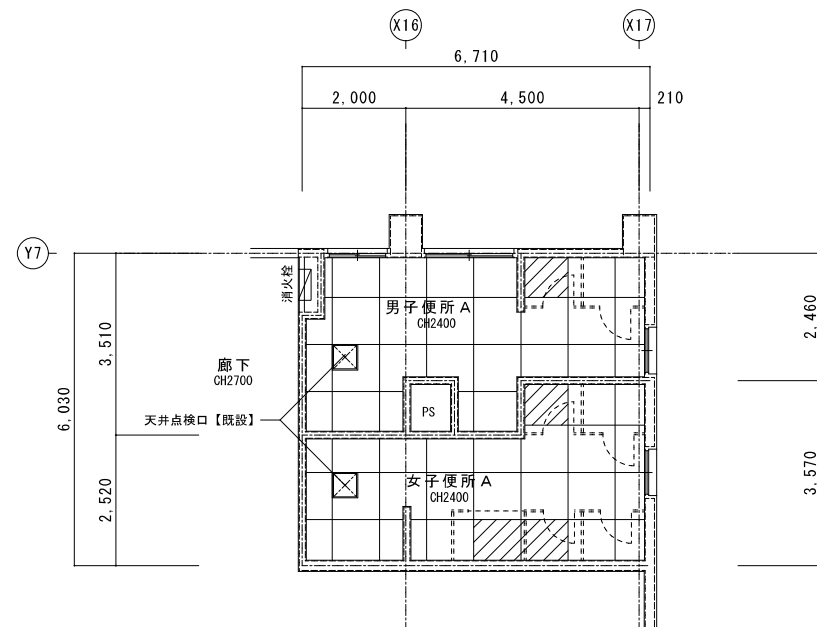 X16
X17
6,710
2,000
4,500
210
Y7
消火栓
男子便所A
CH2400
3,510
2,460
廊下
CH2700
6,030
天井点検口【既設】
PS
女子便所A
CH2400
2,520
3,570